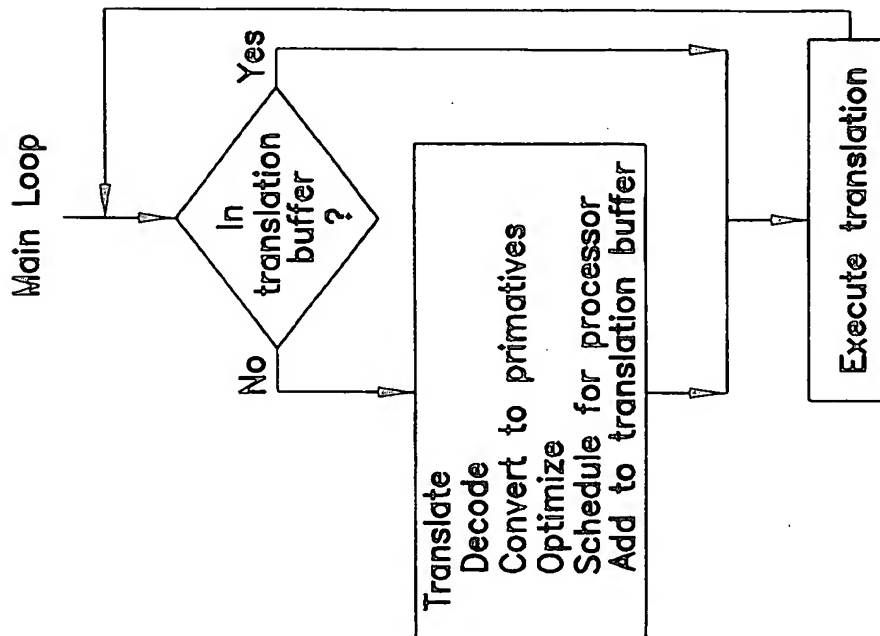 Main Loop
In
translation
buffer
?
Yes
No
Translate
Decode
Convert to primatives
Optimize
Schedule for processor
Add to translation buffer
Execute translation